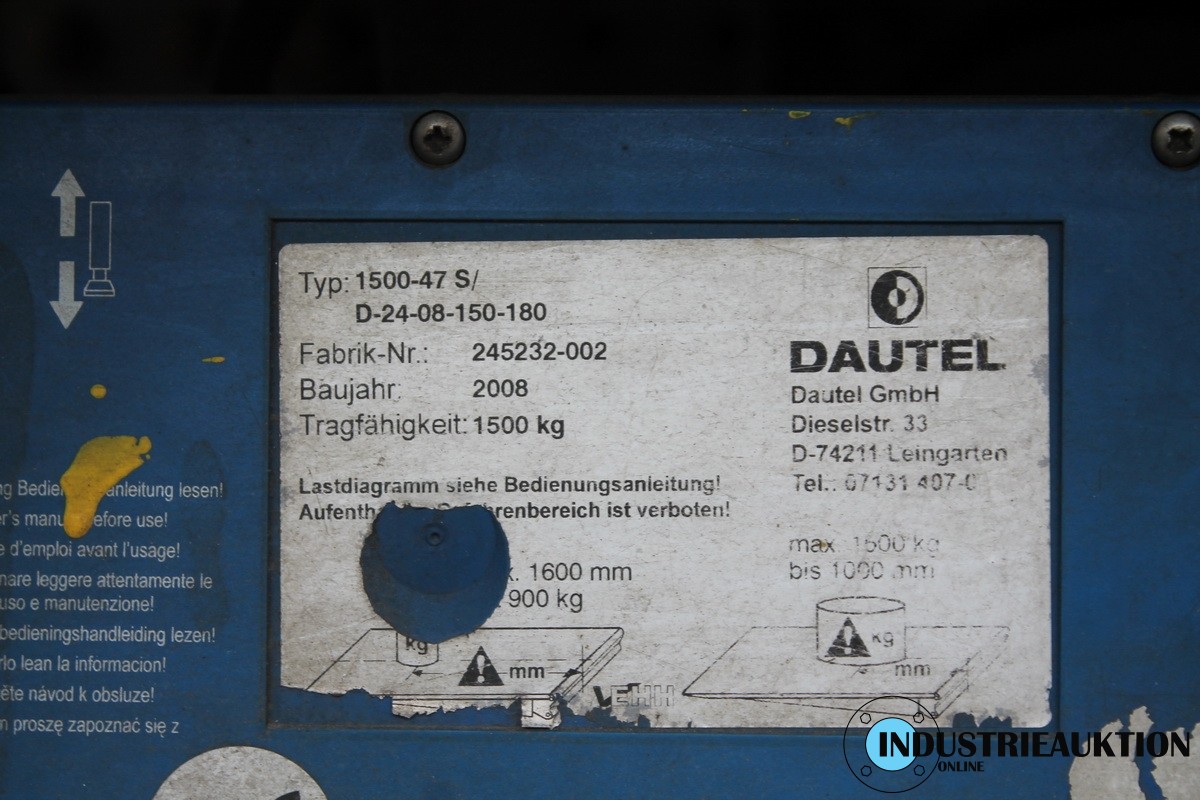 Typ: 1500-47 S/
D-24-08-150-180
Fabrik-Nr.: 245232-002
Baujahr: 2008
Tragfähigkeit: 1500 kg
Lastdiagramm siehe Bedienungsanleitung!
ist verboten!
1600 mm
900 kg
kg
mm
DAUTEL
Dautel GmbH
Dieselstr. 33
D-74211 Leingarten
Tel.: 07131 407-0
max. 1500 kg
bis 1000 mm
kg
mm
anleitung lesen!
before use!
d'emploi avant l'usage!
leggere attentamente le
uso e manutenzione!
bedieningshandleiding lezen!
lean la informacion!
návod k obsluze!
proszę zapoznać się z
INDUSTRIEAUKTION
ONLINE